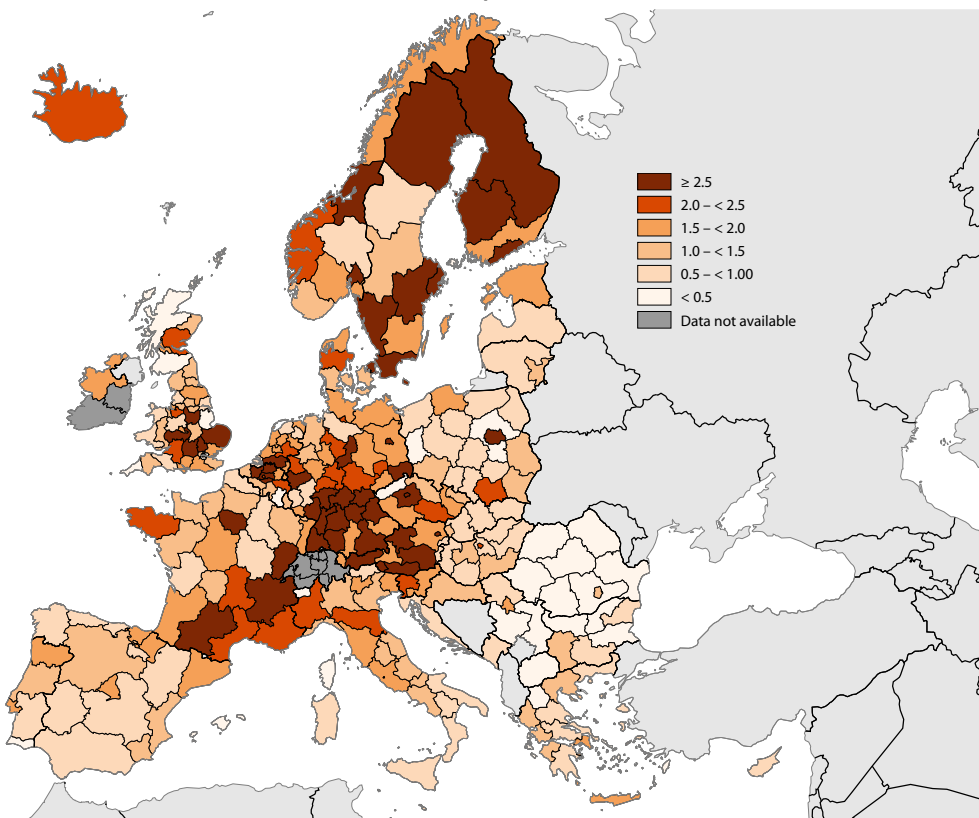 ≥ 2.5
2.0 – < 2.5
1.5 – < 2.0
1.0 – < 1.5
0.5 – < 1.00
< 0.5
Data not available